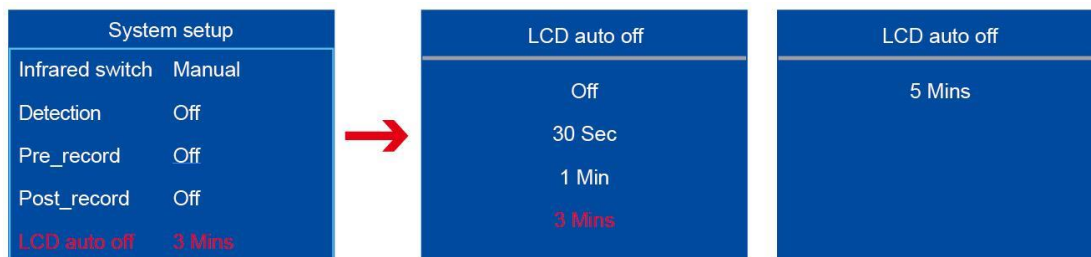 System setup
Infrared switch Manual
Detection Off
Pre_record Off
Post_record Off
LCD auto off 3 Mins
LCD auto off
Off
30 Sec
1 Min
3 Mins
LCD auto off
5 Mins